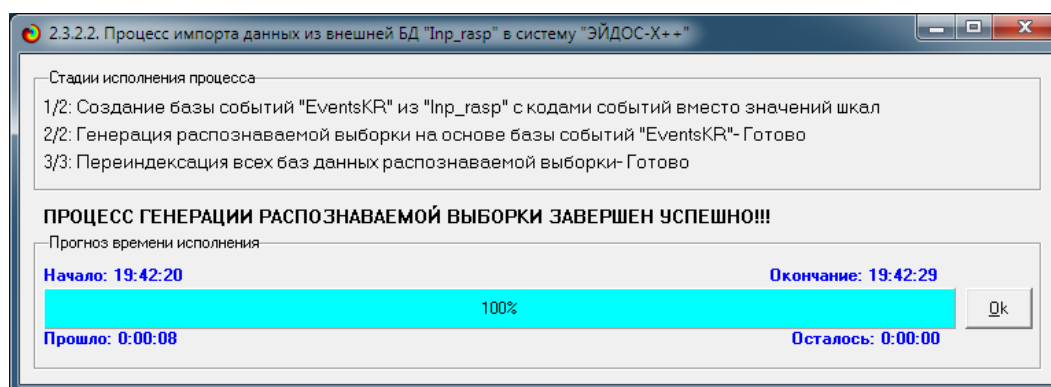 2.3.2.2. Процесс импорта данных из внешней БД "Inp_rasp" в систему "ЭЙДОС-X++"
Стадии исполнения процесса
1/2: Создание базы событий "EventsKR" из "Inp_rasp" с кодами событий вместо значений шкал
2/2: Генерация распознаваемой выборки на основе базы событий "EventsKR"- Готово
3/3: Переиндексация всех баз данных распознаваемой выборки- Готово
ПРОЦЕСС ГЕНЕРАЦИИ РАСПОЗНАВАЕМОЙ ВЫБОРКИ ЗАВЕРШЕН УСПЕШНО!!!
Прогноз времени исполнения
Начало: 19:42:20 Окончание: 19:42:29
100% Ok
Прошло: 0:00:08 Осталось: 0:00:00